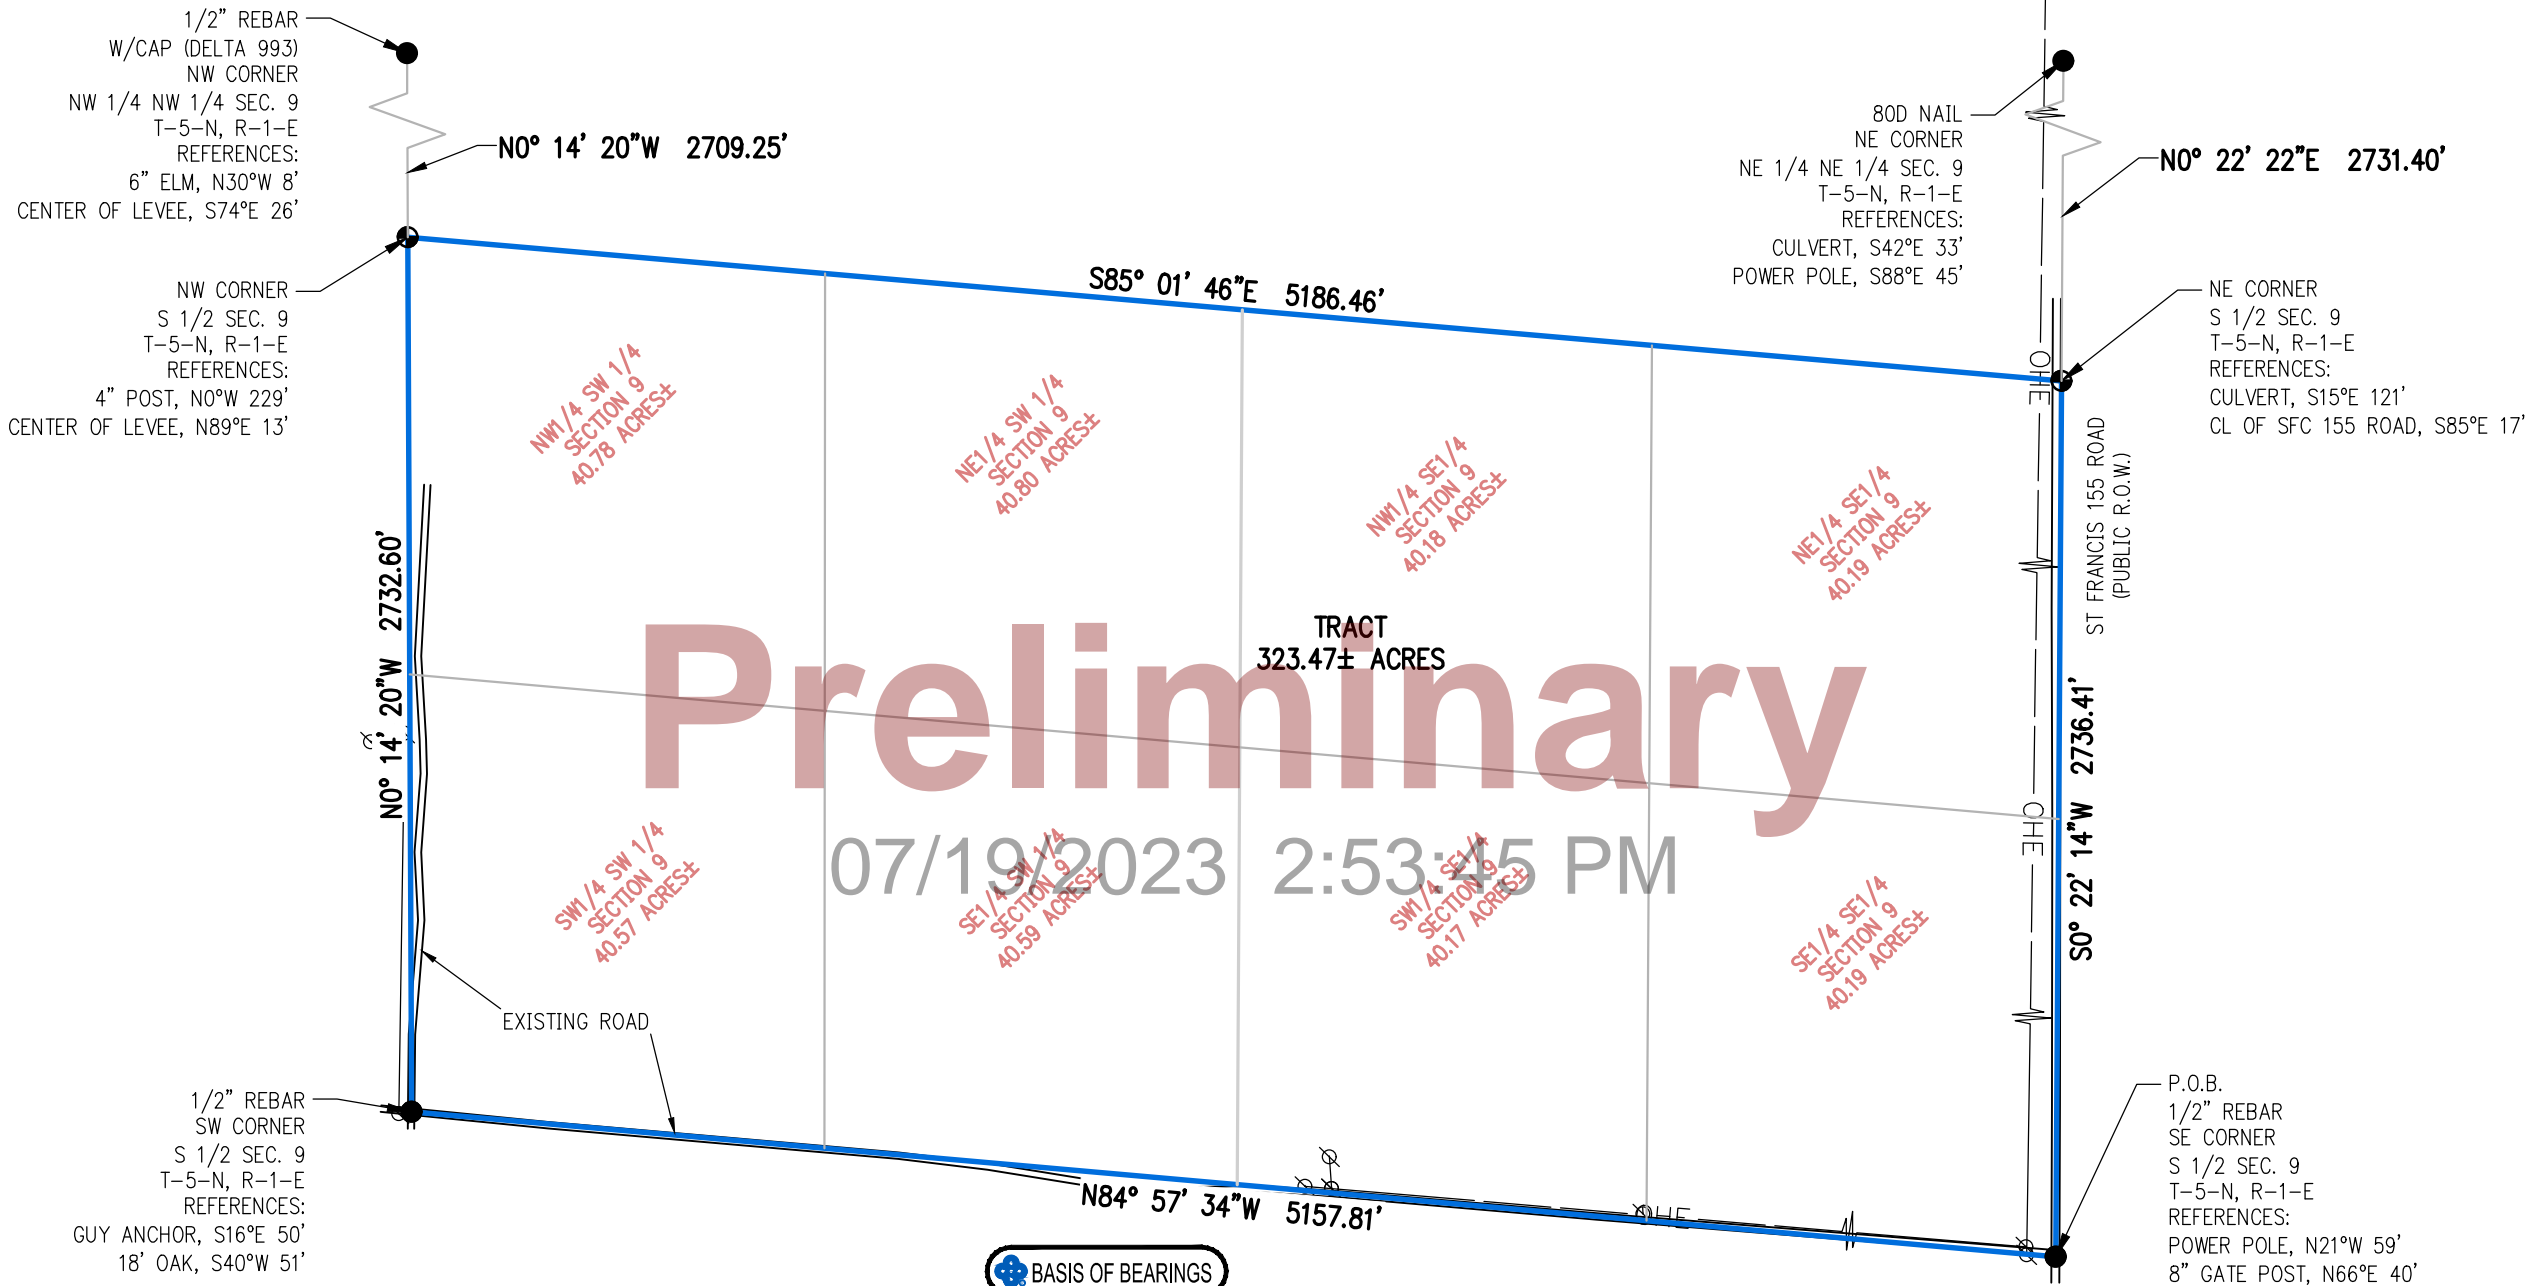 1/2" REBAR
W/CAP (DELTA 993)
NW CORNER
NW 1/4 NW 1/4 SEC. 9
T-5-N, R-1-E
REFERENCES:
6" ELM, N30°W 8'
CENTER OF LEVEE, S74°E 26'
N0° 14' 20"W 2709.25'
80D NAIL
NE CORNER
NE 1/4 NE 1/4 SEC. 9
T-5-N, R-1-E
REFERENCES:
CULVERT, S42°E 33'
POWER POLE, S88°E 45'
N0° 22' 22"E 2731.40'
NW CORNER
S 1/2 SEC. 9
T-5-N, R-1-E
REFERENCES:
4" POST, N0°W 229'
CENTER OF LEVEE, N89°E 13'
S85° 01' 46"E 5186.46'
NE CORNER
S 1/2 SEC. 9
T-5-N, R-1-E
REFERENCES:
CULVERT, S15°E 121'
CL OF SFC 155 ROAD, S85°E 17'
NW1/4 SW 1/4
SECTION 9
40.78 ACRES±
NE1/4 SW 1/4
SECTION 9
40.80 ACRES±
NW1/4 SE1/4
SECTION 9
40.18 ACRES±
NE1/4 SE1/4
SECTION 9
40.19 ACRES±
OHE
ST FRANCIS 155 ROAD
(PUBLIC R.O.W.)
N0° 14' 20"W 2732.60'
TRACT
323.47± ACRES
Preliminary
07/19/2023 2:53:45 PM
S0° 22' 14"W 2736.41'
OHE
SW1/4 SW 1/4
SECTION 9
40.57 ACRES±
SE1/4 SW 1/4
SECTION 9
40.59 ACRES±
SW1/4 SE1/4
SECTION 9
40.17 ACRES±
SE1/4 SE1/4
SECTION 9
40.19 ACRES±
EXISTING ROAD
1/2" REBAR
SW CORNER
S 1/2 SEC. 9
T-5-N, R-1-E
REFERENCES:
GUY ANCHOR, S16°E 50'
18' OAK, S40°W 51'
N84° 57' 34"W 5157.81'
OHE
P.O.B.
1/2" REBAR
SE CORNER
S 1/2 SEC. 9
T-5-N, R-1-E
REFERENCES:
POWER POLE, N21°W 59'
8" GATE POST, N66°E 40'
BASIS OF BEARINGS